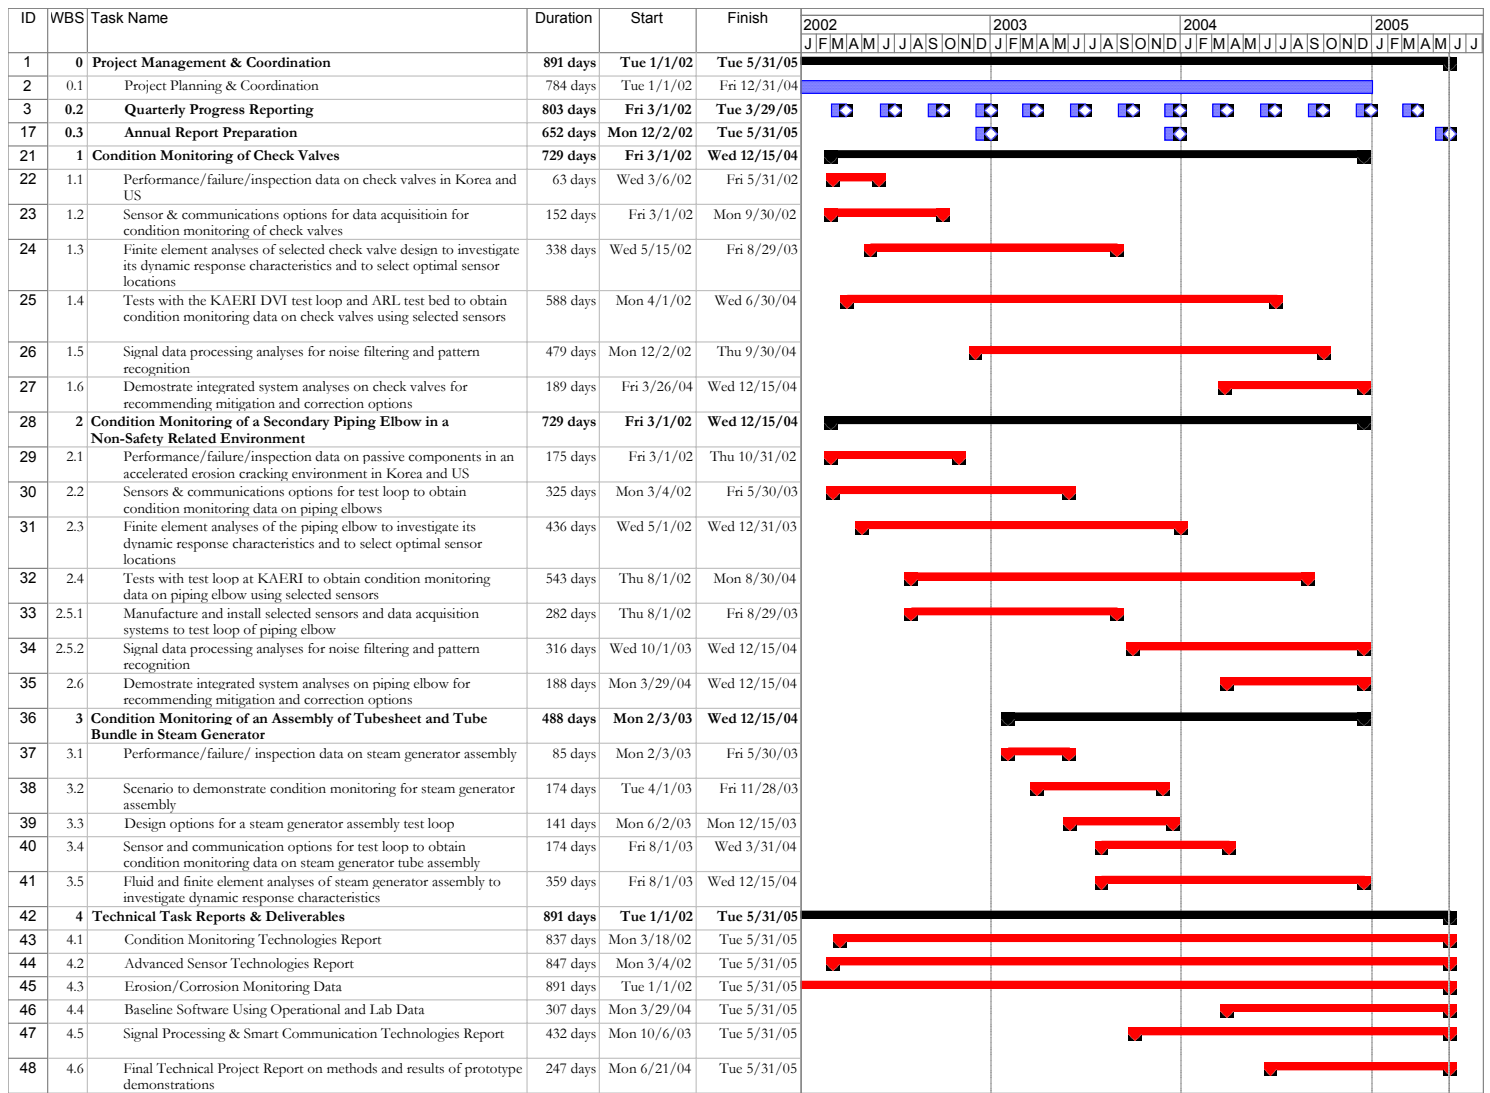 ID WBS Task Name Duration Start Finish 2002 2003 2004 2005
J F M A M J J A S O N D J F M A M J J A S O N D J F M A M J J A S O N D J F M A M J J
1 0 Project Management & Coordination 891 days Tue 1/1/02 Tue 5/31/05
2 0.1 Project Planning & Coordination 784 days Tue 1/1/02 Fri 12/31/04
3 0.2 Quarterly Progress Reporting 803 days Fri 3/1/02 Tue 3/29/05
17 0.3 Annual Report Preparation 652 days Mon 12/2/02 Tue 5/31/05
21 1 Condition Monitoring of Check Valves 729 days Fri 3/1/02 Wed 12/15/04
22 1.1 Performance/failure/inspection data on check valves in Korea and 63 days Wed 3/6/02 Fri 5/31/02
US
23 1.2 Sensor & communications options for data acquisitioin for 152 days Fri 3/1/02 Mon 9/30/02
condition monitoring of check valves
24 1.3 Finite element analyses of selected check valve design to investigate 338 days Wed 5/15/02 Fri 8/29/03
its dynamic response characteristics and to select optimal sensor
locations
25 1.4 Tests with the KAERI DVI test loop and ARL test bed to obtain 588 days Mon 4/1/02 Wed 6/30/04
condition monitoring data on check valves using selected sensors
26 1.5 Signal data processing analyses for noise filtering and pattern 479 days Mon 12/2/02 Thu 9/30/04
recognition
27 1.6 Demostrate integrated system analyses on check valves for 189 days Fri 3/26/04 Wed 12/15/04
recommending mitigation and correction options
28 2 Condition Monitoring of a Secondary Piping Elbow in a 729 days Fri 3/1/02 Wed 12/15/04
Non-Safety Related Environment
29 2.1 Performance/failure/inspection data on passive components in an 175 days Fri 3/1/02 Thu 10/31/02
accelerated erosion cracking environment in Korea and US
30 2.2 Sensors & communications options for test loop to obtain 325 days Mon 3/4/02 Fri 5/30/03
condition monitoring data on piping elbows
31 2.3 Finite element analyses of the piping elbow to investigate its 436 days Wed 5/1/02 Wed 12/31/03
dynamic response characteristics and to select optimal sensor
locations
32 2.4 Tests with test loop at KAERI to obtain condition monitoring 543 days Thu 8/1/02 Mon 8/30/04
data on piping elbow using selected sensors
33 2.5.1 Manufacture and install selected sensors and data acquisition 282 days Thu 8/1/02 Fri 8/29/03
systems to test loop of piping elbow
34 2.5.2 Signal data processing analyses for noise filtering and pattern 316 days Wed 10/1/03 Wed 12/15/04
recognition
35 2.6 Demostrate integrated system analyses on piping elbow for 188 days Mon 3/29/04 Wed 12/15/04
recommending mitigation and correction options
36 3 Condition Monitoring of an Assembly of Tubesheet and Tube 488 days Mon 2/3/03 Wed 12/15/04
Bundle in Steam Generator
37 3.1 Performance/failure/ inspection data on steam generator assembly 85 days Mon 2/3/03 Fri 5/30/03
38 3.2 Scenario to demonstrate condition monitoring for steam generator 174 days Tue 4/1/03 Fri 11/28/03
assembly
39 3.3 Design options for a steam generator assembly test loop 141 days Mon 6/2/03 Mon 12/15/03
40 3.4 Sensor and communication options for test loop to obtain 174 days Fri 8/1/03 Wed 3/31/04
condition monitoring data on steam generator tube assembly
41 3.5 Fluid and finite element analyses of steam generator assembly to 359 days Fri 8/1/03 Wed 12/15/04
investigate dynamic response characteristics
42 4 Technical Task Reports & Deliverables 891 days Tue 1/1/02 Tue 5/31/05
43 4.1 Condition Monitoring Technologies Report 837 days Mon 3/18/02 Tue 5/31/05
44 4.2 Advanced Sensor Technologies Report 847 days Mon 3/4/02 Tue 5/31/05
45 4.3 Erosion/Corrosion Monitoring Data 891 days Tue 1/1/02 Tue 5/31/05
46 4.4 Baseline Software Using Operational and Lab Data 307 days Mon 3/29/04 Tue 5/31/05
47 4.5 Signal Processing & Smart Communication Technologies Report 432 days Mon 10/6/03 Tue 5/31/05
48 4.6 Final Technical Project Report on methods and results of prototype 247 days Mon 6/21/04 Tue 5/31/05
demonstrations